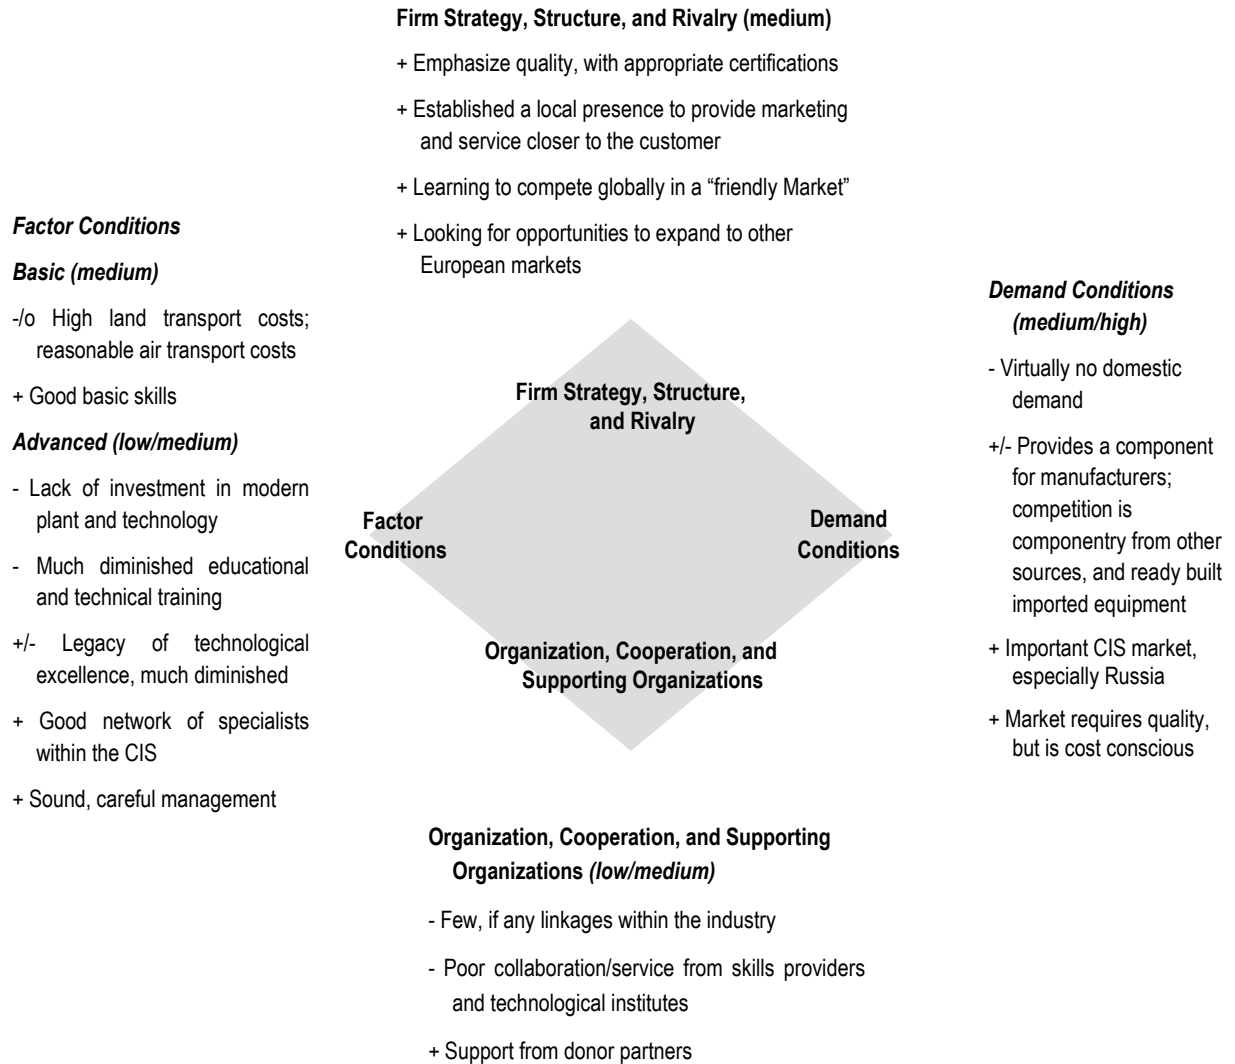 Firm Strategy, Structure, and Rivalry (medium)
+ Emphasize quality, with appropriate certifications
+ Established a local presence to provide marketing
and service closer to the customer
+ Learning to compete globally in a “friendly Market”
+ Looking for opportunities to expand to other
European markets
Factor Conditions
Basic (medium)
-/o High land transport costs;
reasonable air transport costs
+ Good basic skills
Advanced (low/medium)
- Lack of investment in modern
plant and technology
- Much diminished educational
and technical training
+/- Legacy of technological
excellence, much diminished
+ Good network of specialists
within the CIS
+ Sound, careful management
Firm Strategy, Structure,
and Rivalry
Factor
Conditions
Demand
Conditions
Organization, Cooperation, and
Supporting Organizations
Demand Conditions
(medium/high)
- Virtually no domestic
demand
+/- Provides a component
for manufacturers;
competition is
componentry from other
sources, and ready built
imported equipment
+ Important CIS market,
especially Russia
+ Market requires quality,
but is cost conscious
Organization, Cooperation, and Supporting
Organizations (low/medium)
- Few, if any linkages within the industry
- Poor collaboration/service from skills providers
and technological institutes
+ Support from donor partners